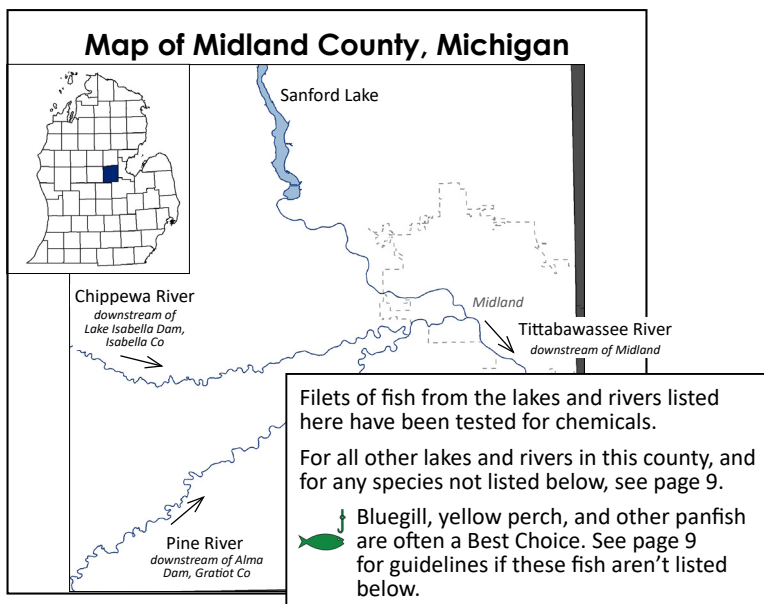 Map of Midland County, Michigan
Sanford Lake
Chippewa River
downstream of
Lake Isabella Dam,
Isabella Co
Midland
Tittabawassee River
downstream of Midland
Pine River
downstream of Alma
Dam, Gratiot Co
Filets of fish from the lakes and rivers listed
here have been tested for chemicals.
For all other lakes and rivers in this county, and
for any species not listed below, see page 9.
Bluegill, yellow perch, and other panfish
are often a Best Choice. See page 9
for guidelines if these fish aren't listed
below.